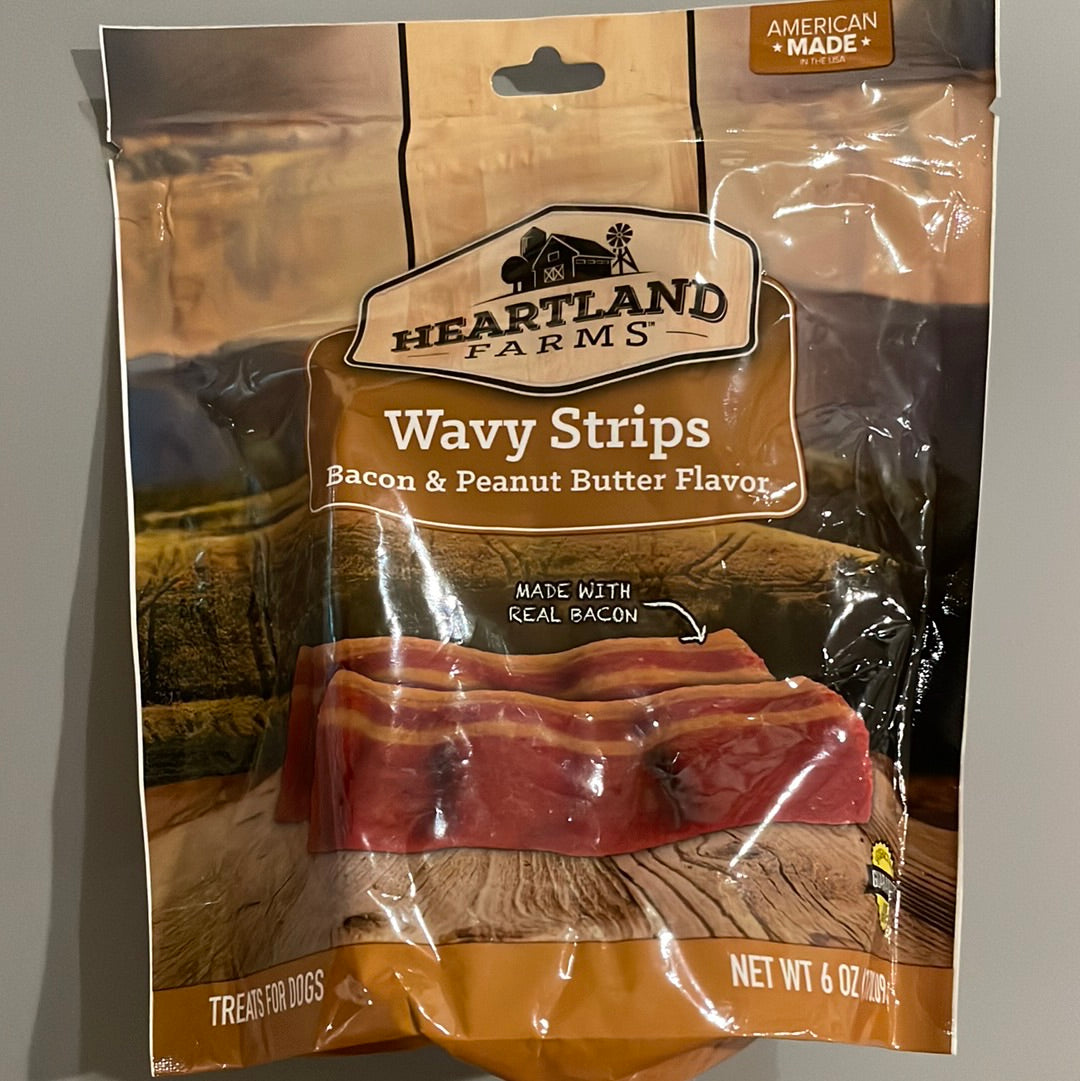 AMERICAN
★ MADE ★
IN THE USA
HEARTLAND
FARMS™
Wavy Strips
Bacon & Peanut Butter Flavor
MADE WITH
REAL BACON
TREATS FOR DOGS
NET WT 6 OZ